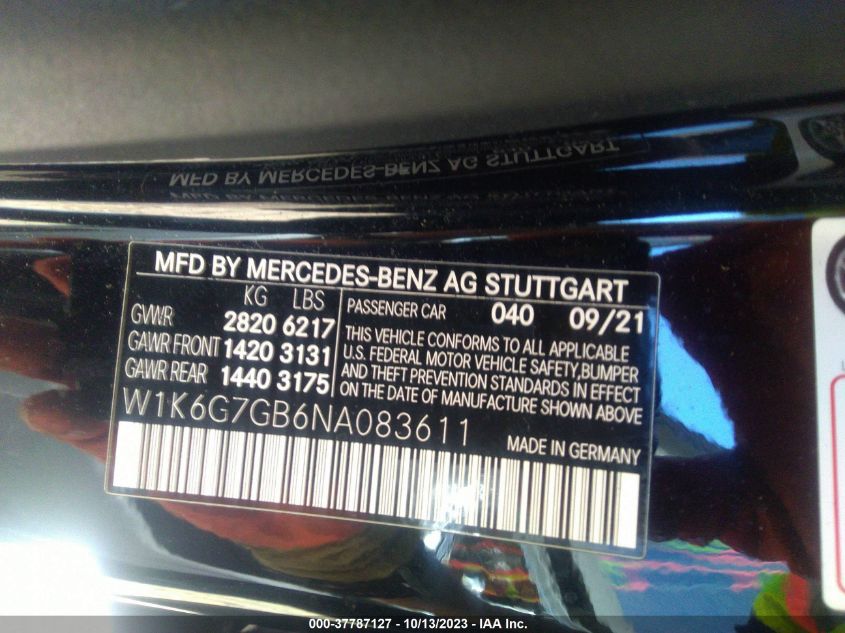 MFD BY MERCEDES-BENZ AG STUTTGART
MFD BY MERCEDES-BENZ AG STUTTGART
KG LBS
GVWR 2820 6217
GAWR FRONT 1420 3131
GAWR REAR 1440 3175
PASSENGER CAR 040 09/21
THIS VEHICLE CONFORMS TO ALL APPLICABLE
U.S. FEDERAL MOTOR VEHICLE SAFETY,BUMPER
AND THEFT PREVENTION STANDARDS IN EFFECT
ON THE DATE OF MANUFACTURE SHOWN ABOVE
W1K6G7GB6NA083611
MADE IN GERMANY
000-37787127 - 10/13/2023 - IAA Inc.